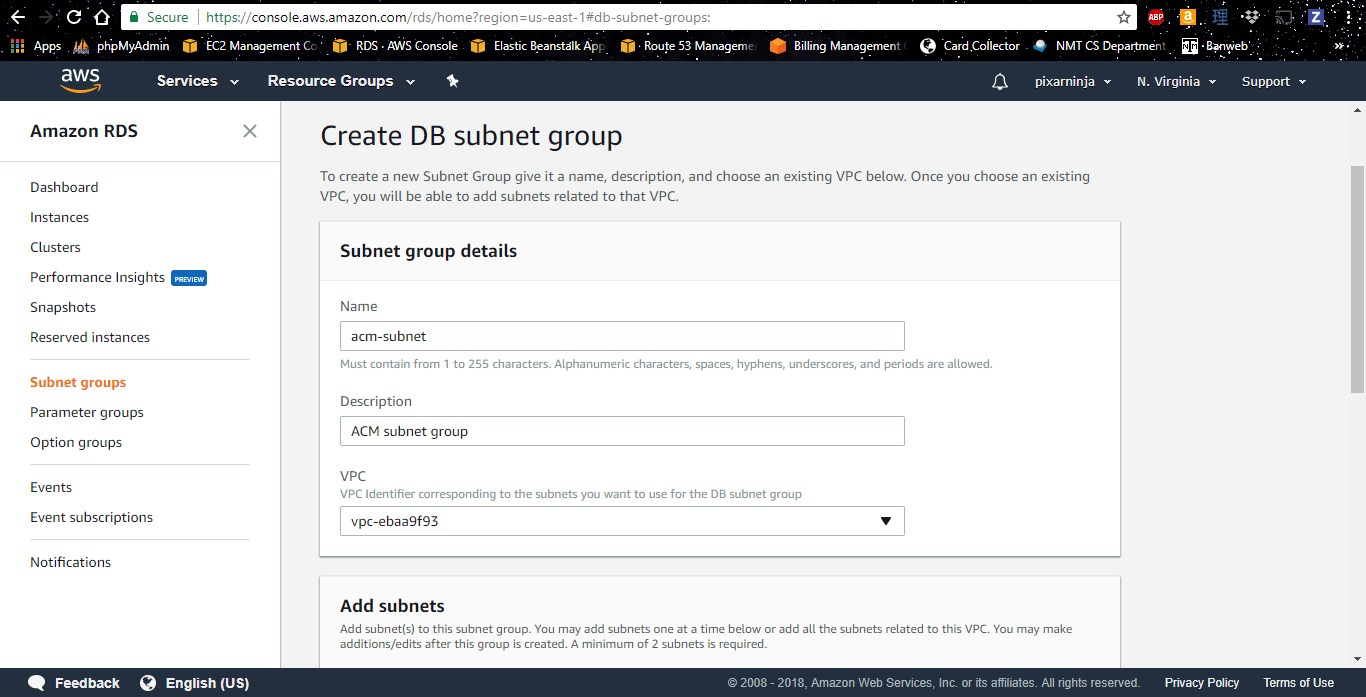 Secure https://console.aws.amazon.com/rds/home?region=us-east-1#db-subnet-groups: ABP a Z
Apps phpMyAdmin EC2 Management Co RDS · AWS Console Elastic Beanstalk App Route 53 Managemen Billing Management Card Collector NMT CS Department Banweb »
aws Services Resource Groups pixarninja N. Virginia Support
Amazon RDS
Dashboard
Instances
Clusters
Performance Insights PREVIEW
Snapshots
Reserved instances
Subnet groups
Parameter groups
Option groups
Events
Event subscriptions
Notifications
Create DB subnet group
To create a new Subnet Group give it a name, description, and choose an existing VPC below. Once you choose an existing
VPC, you will be able to add subnets related to that VPC.
Subnet group details
Name
acm-subnet
Must contain from 1 to 255 characters. Alphanumeric characters, spaces, hyphens, underscores, and periods are allowed.
Description
ACM subnet group
VPC
VPC Identifier corresponding to the subnets you want to use for the DB subnet group
vpc-ebaa9f93
Add subnets
Add subnet(s) to this subnet group. You may add subnets one at a time below or add all the subnets related to this VPC. You may make
additions/edits after this group is created. A minimum of 2 subnets is required.
Feedback English (US) © 2008 - 2018, Amazon Web Services, Inc. or its affiliates. All rights reserved. Privacy Policy Terms of Use